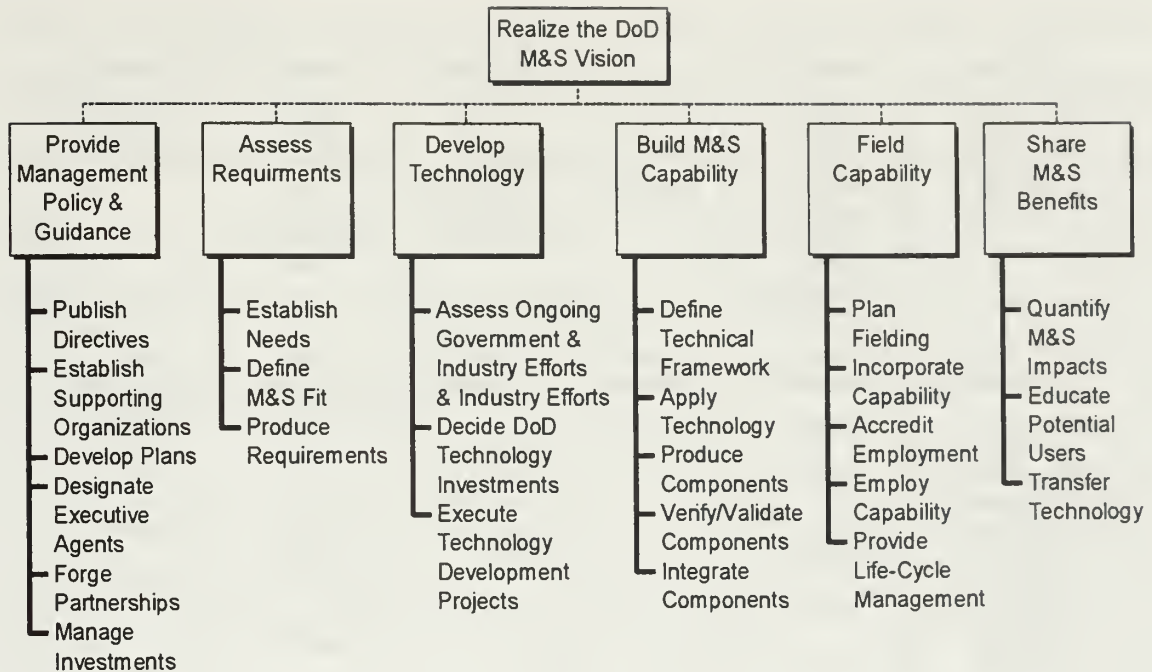 Realize the DoD
M&S Vision
Provide
Management
Policy &
Guidance
Publish
Directives
Establish
Supporting
Organizations
Develop Plans
Designate
Executive
Agents
Forge
Partnerships
Manage
Investments
Assess
Requirments
Establish
Needs
Define
M&S Fit
Produce
Requirements
Develop
Technology
Assess Ongoing
Government &
Industry Efforts
& Industry Efforts
Decide DoD
Technology
Investments
Execute
Technology
Development
Projects
Build M&S
Capability
Define
Technical
Framework
Apply
Technology
Produce
Components
Verify/Validate
Components
Integrate
Components
Field
Capability
Plan
Fielding
Incorporate
Capability
Accredit
Employment
Employ
Capability
Provide
Life-Cycle
Management
Share
M&S
Benefits
Quantify
M&S
Impacts
Educate
Potential
Users
Transfer
Technology